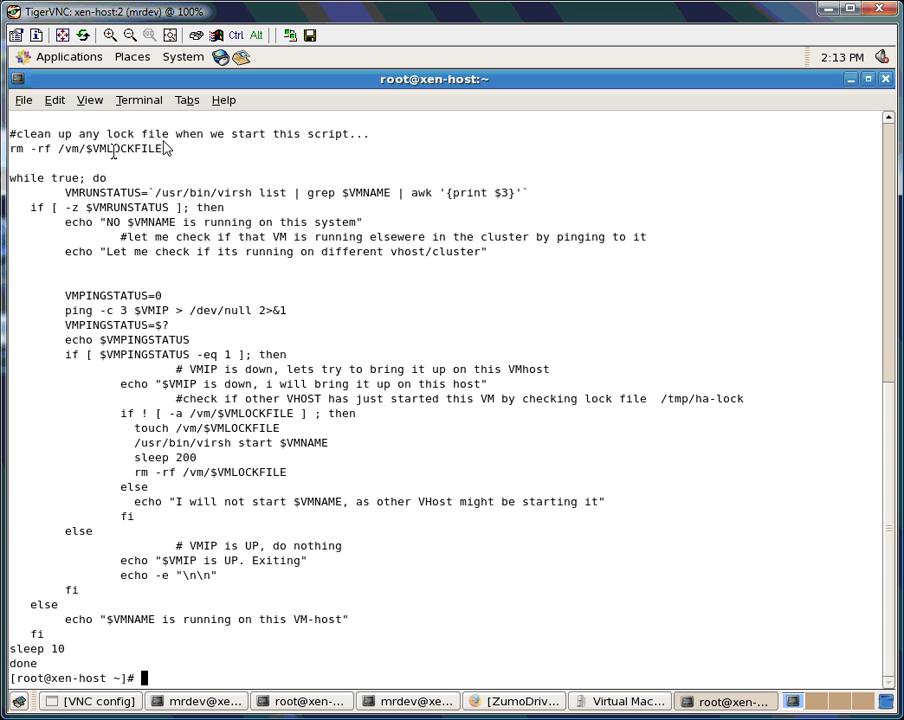 TigerVNC: xen-host:2 (mrdev) @ 100%
Ctrl Alt
Applications Places System 2:13 PM
root@xen-host:~
File Edit View Terminal Tabs Help
#clean up any lock file when we start this script...
rm -rf /vm/$VMLOCKFILE
while true; do
VMRUNSTATUS=`/usr/bin/virsh list | grep $VMNAME | awk '{print $3}'`
if [ -z $VMRUNSTATUS ]; then
echo "NO $VMNAME is running on this system"
#let me check if that VM is running elsewere in the cluster by pinging to it
echo "Let me check if its running on different vhost/cluster"
VMPINGSTATUS=0
ping -c 3 $VMIP > /dev/null 2>&1
VMPINGSTATUS=$?
echo $VMPINGSTATUS
if [ $VMPINGSTATUS -eq 1 ]; then
# VMIP is down, lets try to bring it up on this VMhost
echo "$VMIP is down, i will bring it up on this host"
#check if other VHOST has just started this VM by checking lock file  /tmp/ha-lock
if ! [ -a /vm/$VMLOCKFILE ] ; then
touch /vm/$VMLOCKFILE
/usr/bin/virsh start $VMNAME
sleep 200
rm -rf /vm/$VMLOCKFILE
else
echo "I will not start $VMNAME, as other VHost might be starting it"
fi
else
# VMIP is UP, do nothing
echo "$VMIP is UP. Exiting"
echo -e "\n\n"
fi
else
echo "$VMNAME is running on this VM-host"
fi
sleep 10
done
[root@xen-host ~]#
[VNC config] mrdev@xe... root@xen-... mrdev@xe... [ZumoDriv... Virtual Mac... root@xen-...